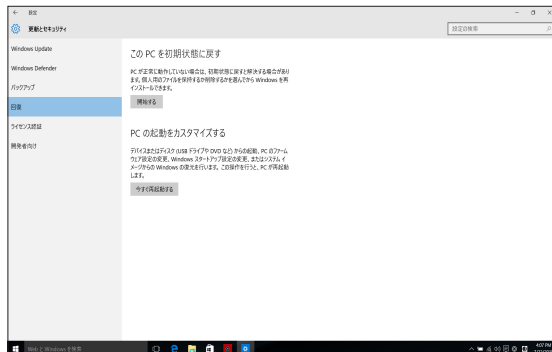 設定
更新とセキュリティ
設定の検索
Windows Update
Windows Defender
バックアップ
回復
ライセンス認証
開発者向け
この PC を初期状態に戻す
PC が正常に動作していない場合は、初期状態に戻すと解決する場合があり
ます。個人用のファイルを保持するか削除するかを選んでから Windows を再
インストールできます。
開始する
PC の起動をカスタマイズする
デバイスまたはディスク (USB ドライブや DVD など) からの起動、PC のファーム
ウェア設定の変更、Windows スタートアップ設定の変更、またはシステム イ
メージからの Windows の復元を行います。この操作を行うと、PC が再起動
します。
今すぐ再起動する
Web と Windows を検索
4:07 PM